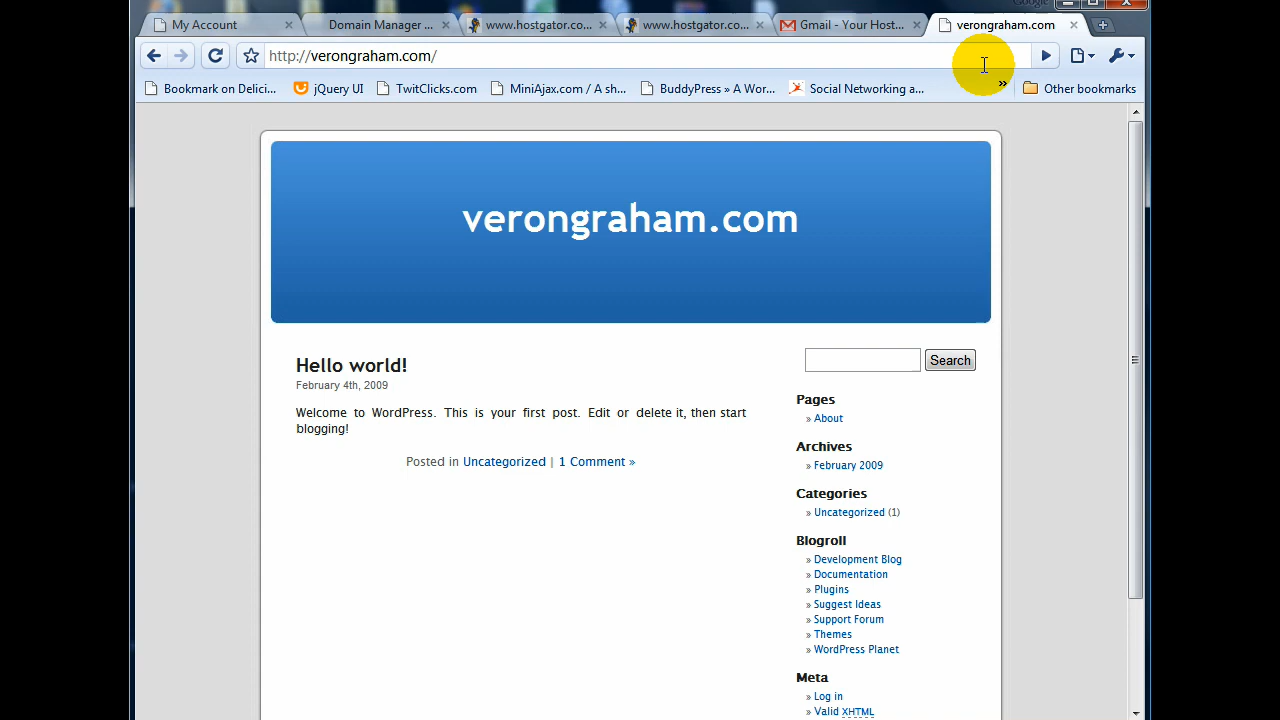 Google
My Account
Domain Manager ...
www.hostgator.co...
www.hostgator.co...
Gmail - Your Host...
verongraham.com
http://verongraham.com/
Bookmark on Delici...
jQuery UI
TwitClicks.com
MiniAjax.com / A sh...
BuddyPress » A Wor...
Social Networking a...
»
Other bookmarks
verongraham.com
Hello world!
February 4th, 2009
Welcome to WordPress. This is your first post. Edit or delete it, then start
blogging!
Posted in Uncategorized | 1 Comment »
Search
Pages
» About
Archives
» February 2009
Categories
» Uncategorized (1)
Blogroll
» Development Blog
» Documentation
» Plugins
» Suggest Ideas
» Support Forum
» Themes
» WordPress Planet
Meta
» Log in
» Valid XHTML